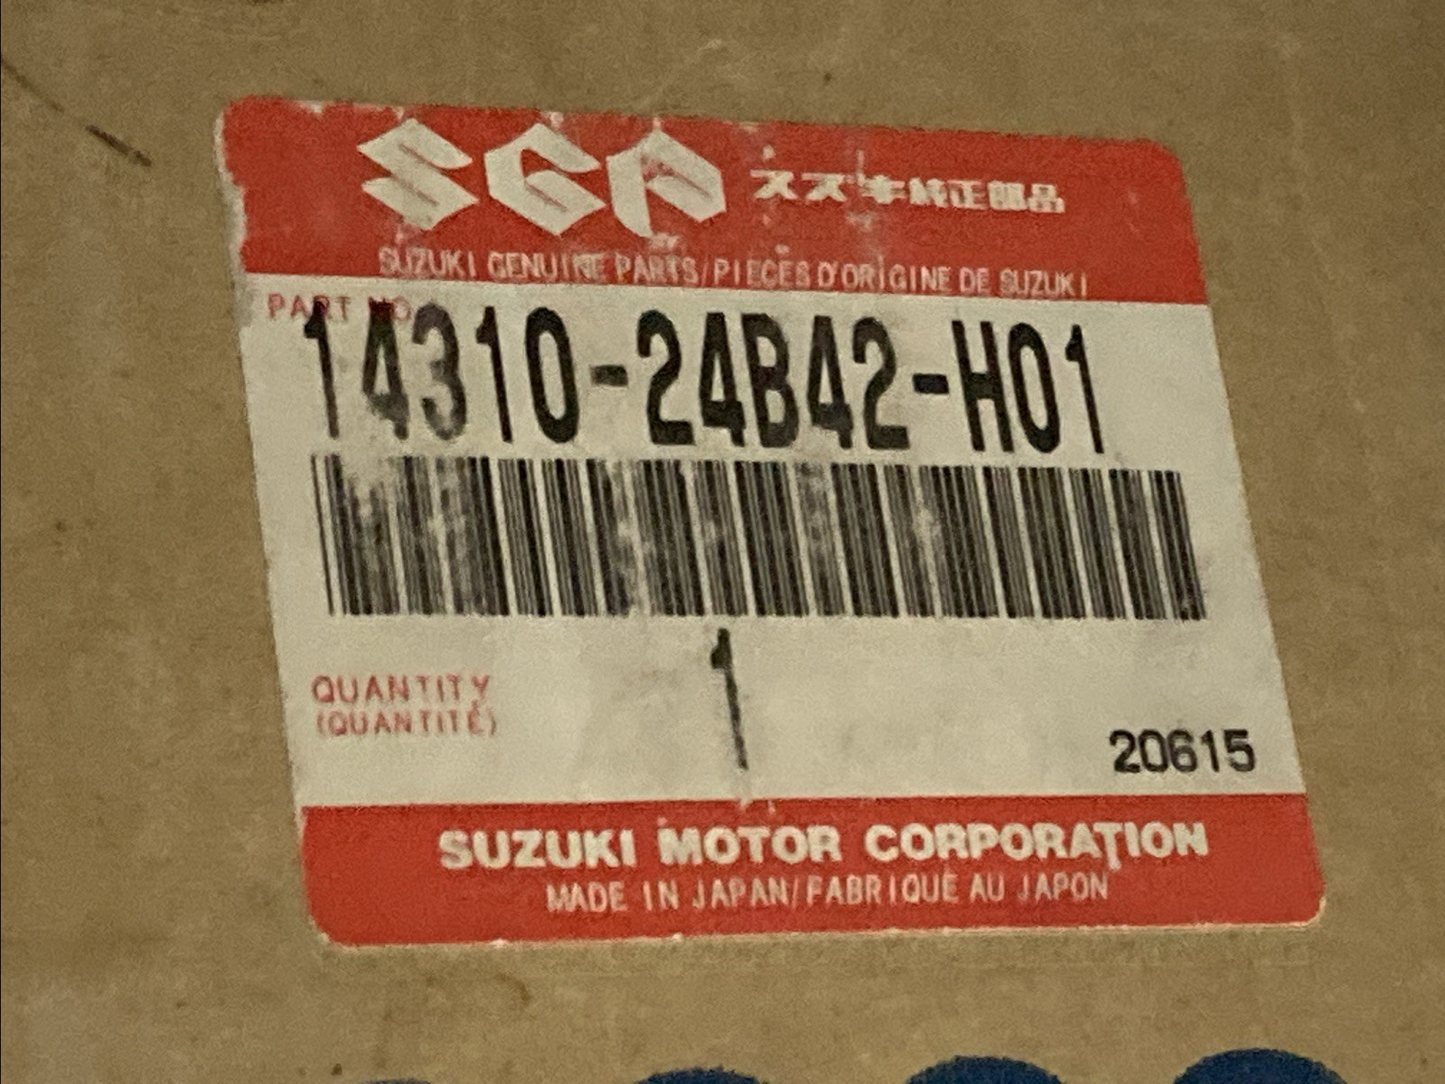 SGP スズキ純正部品
SUZUKI GENUINE PARTS/PIECES D'ORIGINE DE SUZUKI
PART NO.
14310-24B42-H01
1
QUANTITY
(QUANTITÉ)
20615
SUZUKI MOTOR CORPORATION
MADE IN JAPAN/FABRIQUE AU JAPON